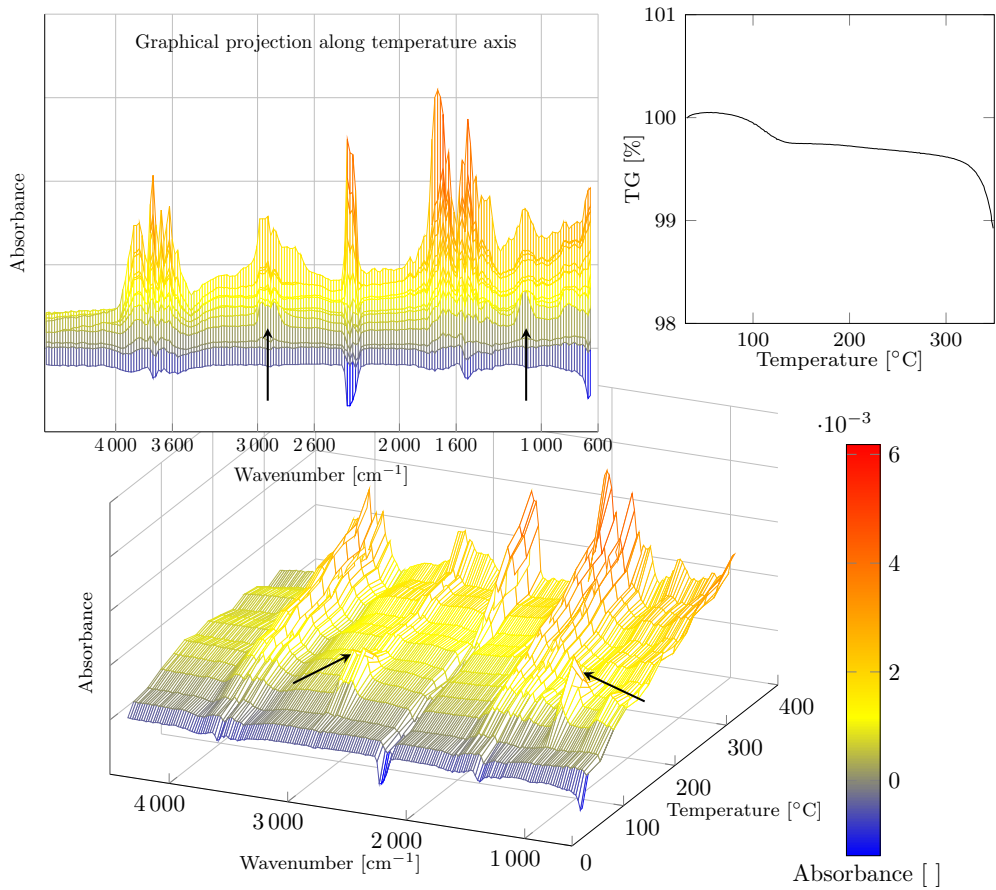 Graphical projection along temperature axis
Absorbance
4 000 3 600 3 000 2 600 2 000 1 600 1 000 600
Wavenumber [cm−1]
101
100
99
98
TG [%]
100 200 300
Temperature [°C]
Absorbance
4 000 3 000 2 000 1 000
Wavenumber [cm−1]
0 100 200 300 400
Temperature [°C]
·10−3
6
4
2
0
Absorbance [ ]